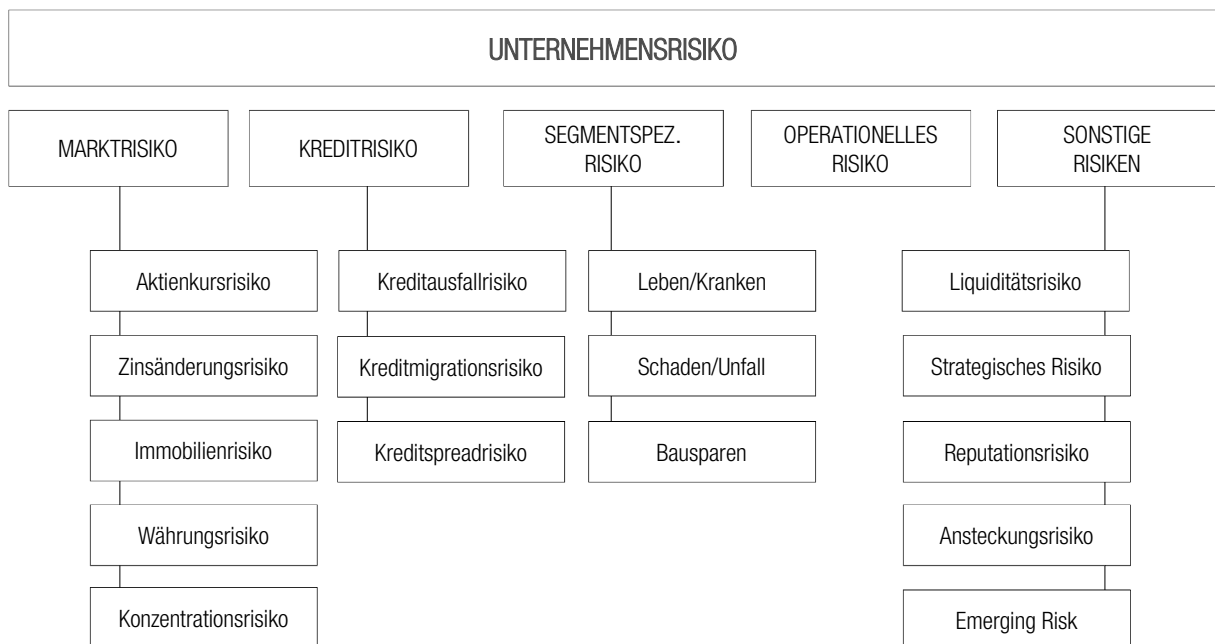 UNTERNEHMENSRISIKO
MARKTRISIKO
KREDITRISIKO
SEGMENTSPEZ.
RISIKO
OPERATIONELLES
RISIKO
SONSTIGE
RISIKEN
Aktienkursrisiko
Zinsänderungsrisiko
Immobilienrisiko
Währungsrisiko
Konzentrationsrisiko
Kreditausfallrisiko
Kreditmigrationsrisiko
Kreditspreadrisiko
Leben/Kranken
Schaden/Unfall
Bausparen
Liquiditätsrisiko
Strategisches Risiko
Reputationsrisiko
Ansteckungsrisiko
Emerging Risk